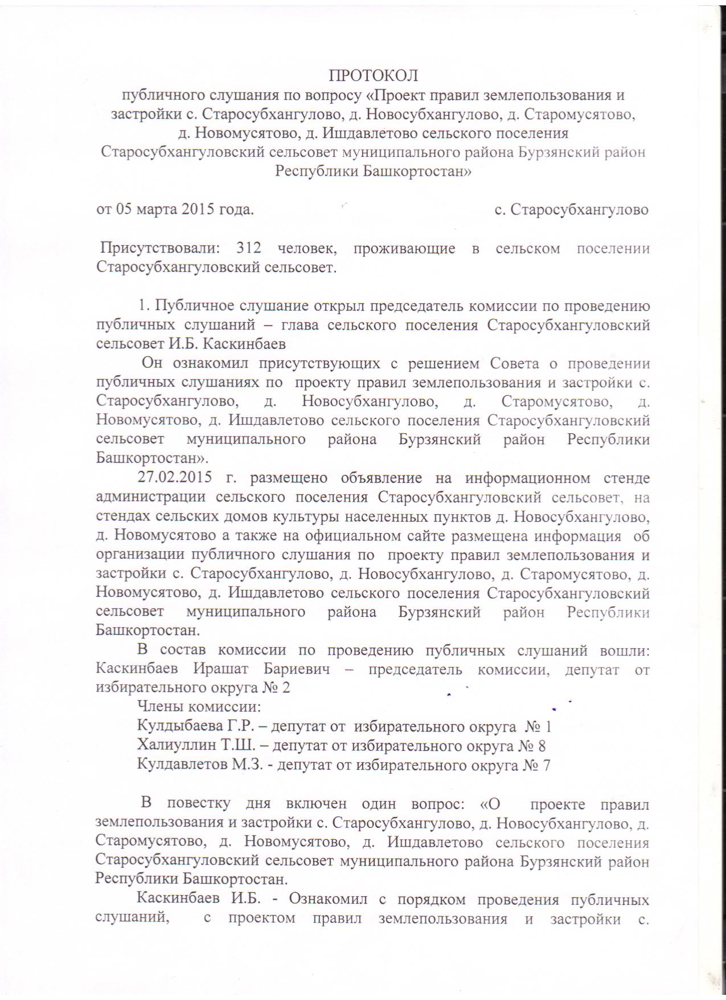 ПРОТОКОЛ
публичного слушания по вопросу «Проект правил землепользования и
застройки с. Старосубхангулово, д. Новосубхангулово, д. Старомусятово,
д. Новомусятово, д. Ишдавлетово сельского поселения
Старосубхангуловский сельсовет муниципального района Бурзянский район
Республики Башкортостан»
от 05 марта 2015 года. с. Старосубхангулово
Присутствовали: 312 человек, проживающие в сельском поселении
Старосубхангуловский сельсовет.
1. Публичное слушание открыл председатель комиссии по проведению
публичных слушаний – глава сельского поселения Старосубхангуловский
сельсовет И.Б. Каскинбаев
Он ознакомил присутствующих с решением Совета о проведении
публичных слушаниях по проекту правил землепользования и застройки с.
Старосубхангулово, д. Новосубхангулово, д. Старомусятово, д.
Новомусятово, д. Ишдавлетово сельского поселения Старосубхангуловский
сельсовет муниципального района Бурзянский район Республики
Башкортостан».
27.02.2015 г. размещено объявление на информационном стенде
администрации сельского поселения Старосубхангуловский сельсовет, на
стендах сельских домов культуры населенных пунктов д. Новосубхангулово,
д. Новомусятово а также на официальном сайте размещена информация об
организации публичного слушания по проекту правил землепользования и
застройки с. Старосубхангулово, д. Новосубхангулово, д. Старомусятово, д.
Новомусятово, д. Ишдавлетово сельского поселения Старосубхангуловский
сельсовет муниципального района Бурзянский район Республики
Башкортостан.
В состав комиссии по проведению публичных слушаний вошли:
Каскинбаев Ирашат Бариевич – председатель комиссии, депутат от
избирательного округа № 2
Члены комиссии:
Кулдыбаева Г.Р. – депутат от избирательного округа № 1
Халиуллин Т.Ш. – депутат от избирательного округа № 8
Кулдавлетов М.З. - депутат от избирательного округа № 7
В повестку дня включен один вопрос: «О проекте правил
землепользования и застройки с. Старосубхангулово, д. Новосубхангулово, д.
Старомусятово, д. Новомусятово, д. Ишдавлетово сельского поселения
Старосубхангуловский сельсовет муниципального района Бурзянский район
Республики Башкортостан.
Каскинбаев И.Б. - Ознакомил с порядком проведения публичных
слушаний, с проектом правил землепользования и застройки с.